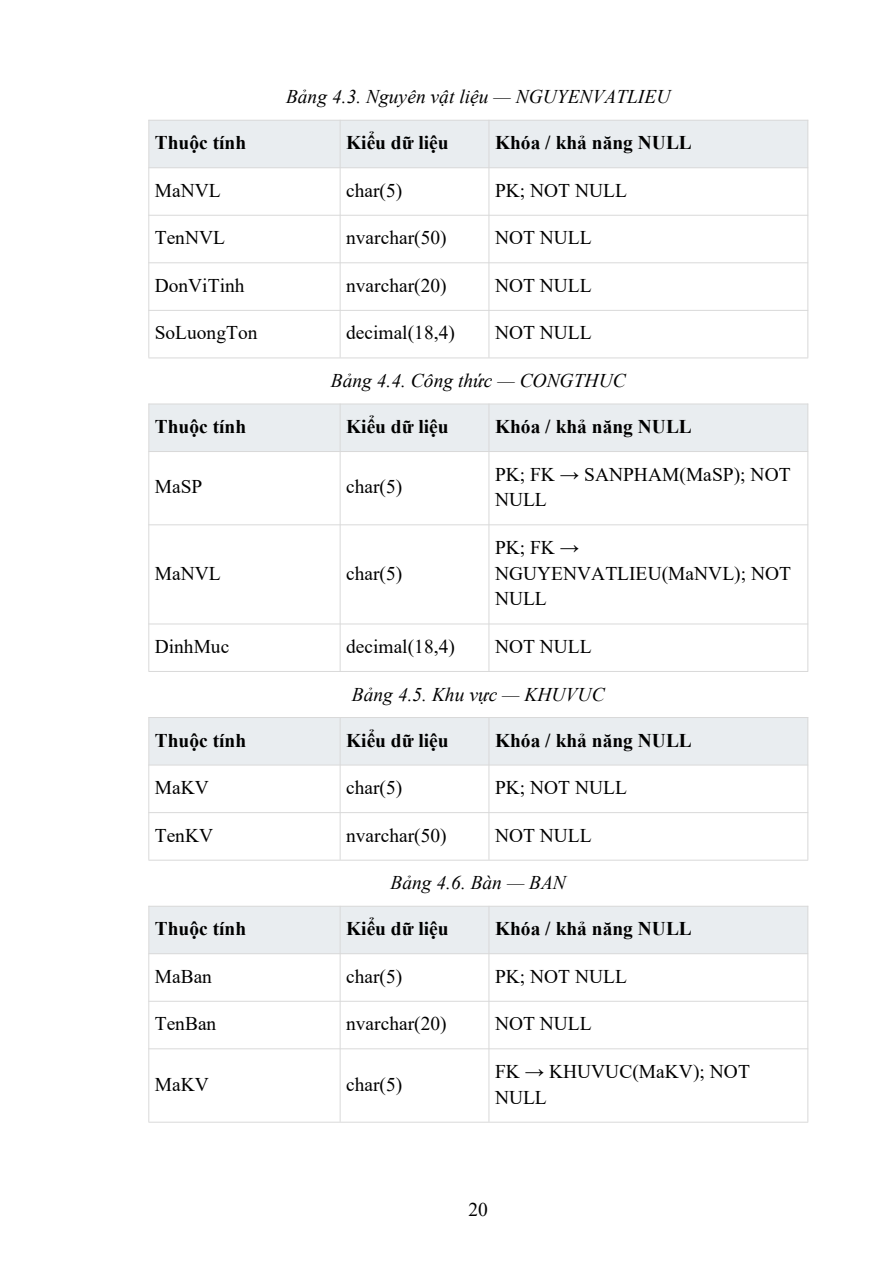 Bảng 4.3. Nguyên vật liệu — NGUYENVATLIEU
Thuộc tính Kiểu dữ liệu Khóa / khả năng NULL
MaNVL char(5) PK; NOT NULL
TenNVL nvarchar(50) NOT NULL
DonViTinh nvarchar(20) NOT NULL
SoLuongTon decimal(18,4) NOT NULL
Bảng 4.4. Công thức — CONGTHUC
Thuộc tính Kiểu dữ liệu Khóa / khả năng NULL
MaSP char(5) PK; FK → SANPHAM(MaSP); NOT
NULL
MaNVL char(5) PK; FK →
NGUYENVATLIEU(MaNVL); NOT
NULL
DinhMuc decimal(18,4) NOT NULL
Bảng 4.5. Khu vực — KHUVUC
Thuộc tính Kiểu dữ liệu Khóa / khả năng NULL
MaKV char(5) PK; NOT NULL
TenKV nvarchar(50) NOT NULL
Bảng 4.6. Bàn — BAN
Thuộc tính Kiểu dữ liệu Khóa / khả năng NULL
MaBan char(5) PK; NOT NULL
TenBan nvarchar(20) NOT NULL
MaKV char(5) FK → KHUVUC(MaKV); NOT
NULL
20